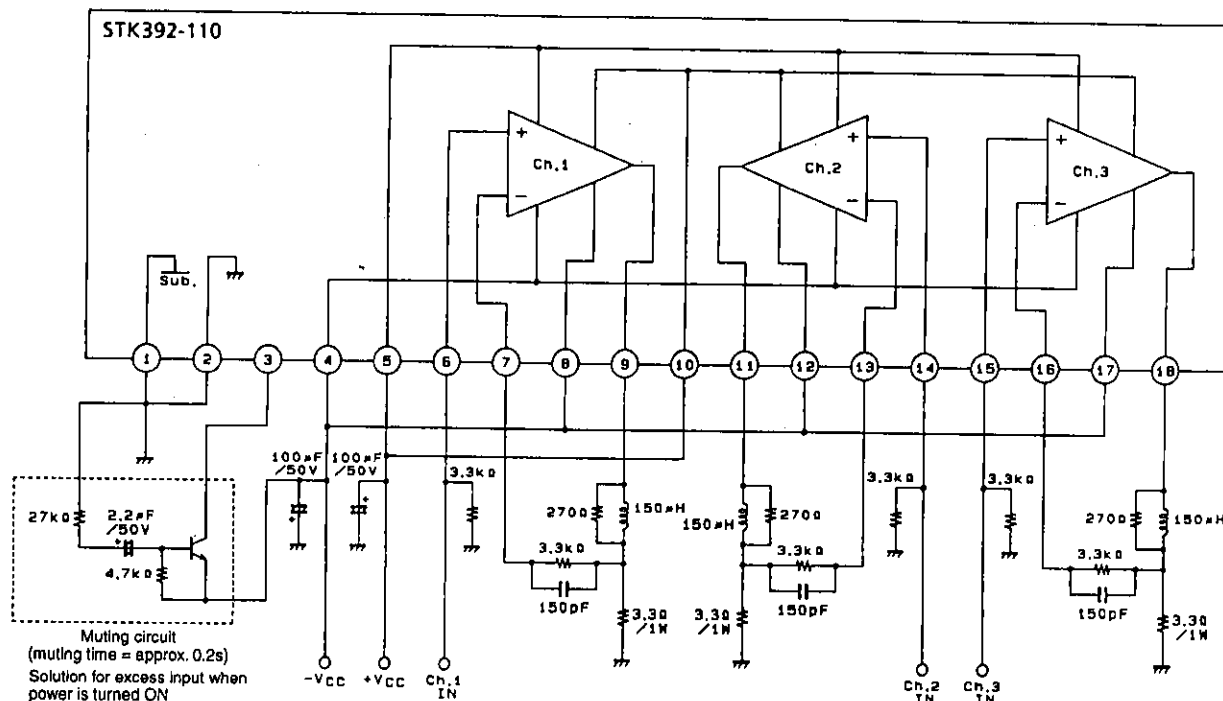 STK392-110
+
Ch.1
−
+
Ch.2
−
+
Ch.3
−
Sub.
1
2
3
4
5
6
7
8
9
10
11
12
13
14
15
16
17
18
100µF
/50V
100µF
/50V
3.3kΩ
3.3kΩ
3.3kΩ
27kΩ
2.2µF
/50V
+
4.7kΩ
+
+
270Ω
150µH
150µH
270Ω
270Ω
150µH
3.3kΩ
150pF
3.3kΩ
150pF
3.3kΩ
150pF
3.3Ω
/1W
3.3Ω
/1W
3.3Ω
/1W
Muting circuit
(muting time = approx. 0.2s)
Solution for excess input when
power is turned ON
-VCC
+VCC
Ch.1
IN
Ch.2
IN
Ch.3
IN